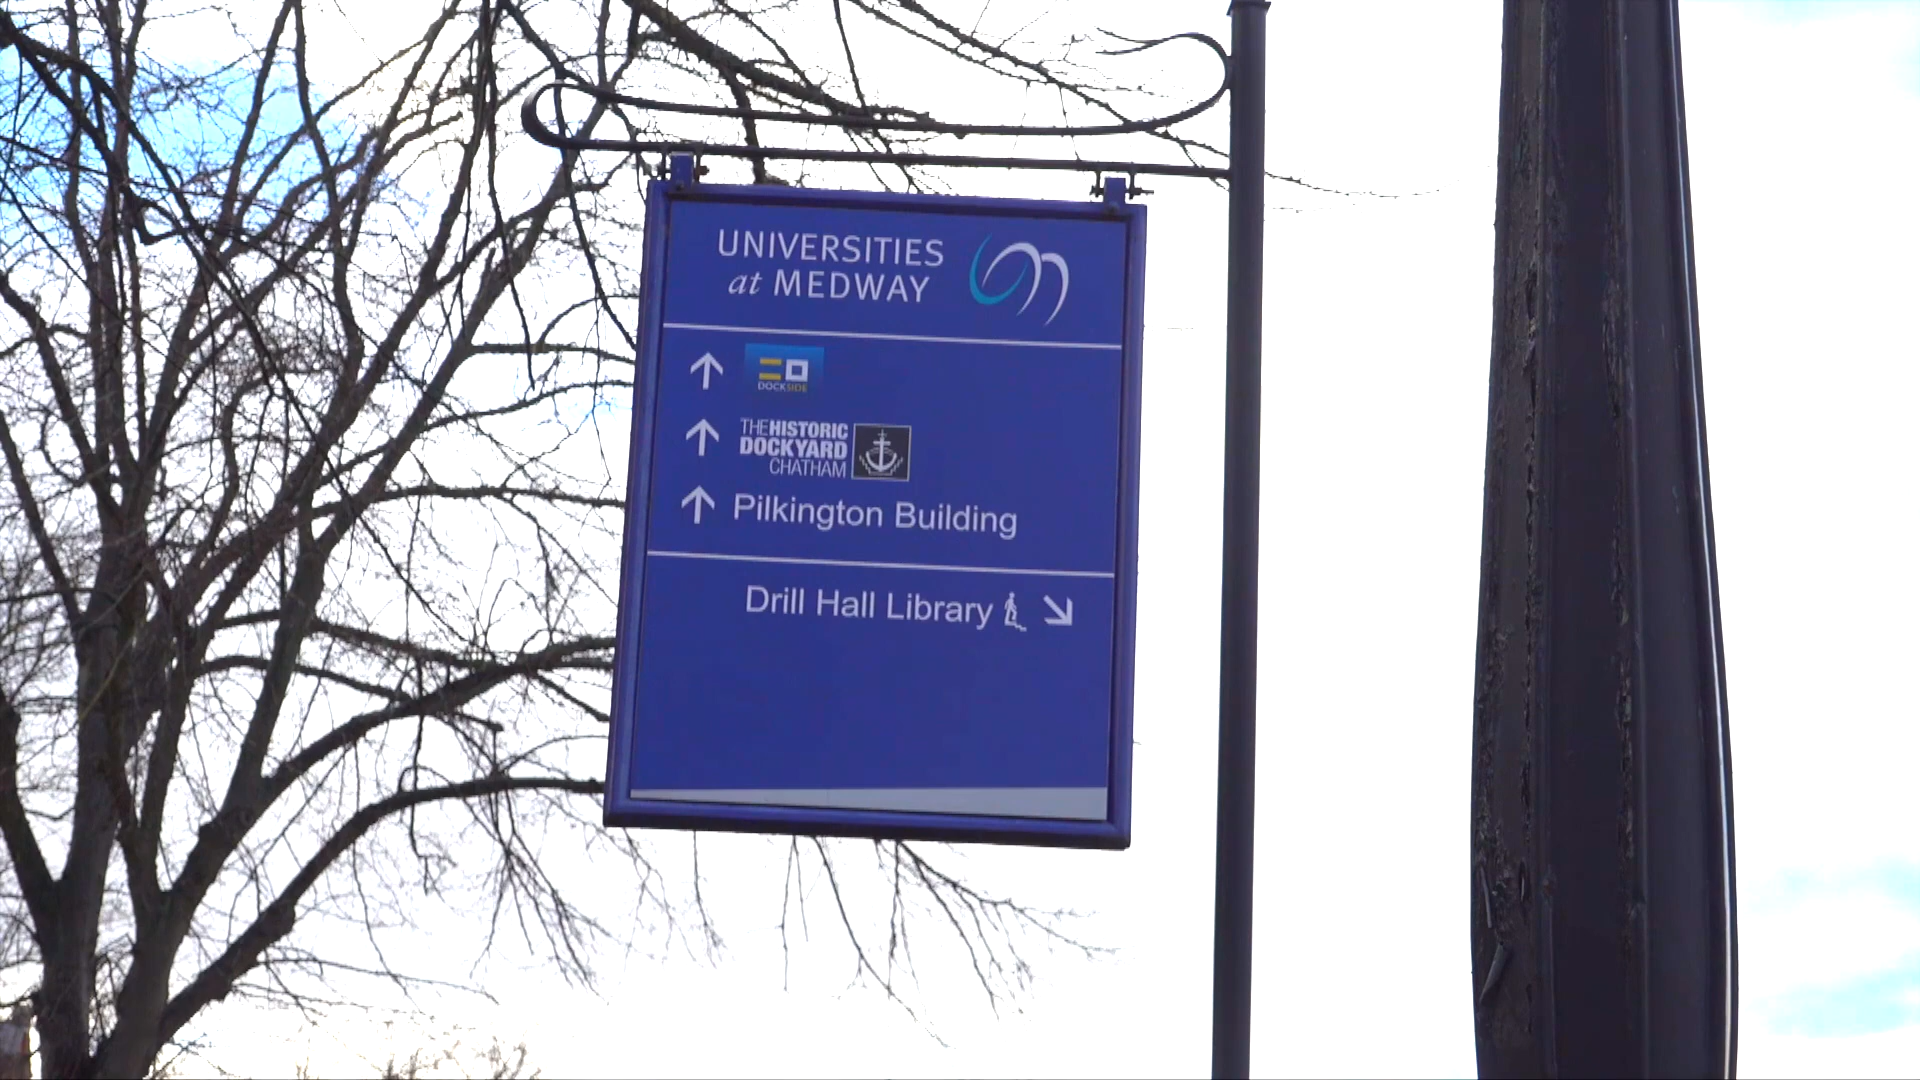 UNIVERSITIES
at MEDWAY
DOCKSIDE
THE HISTORIC
DOCKYARD
CHATHAM
Pilkington Building
Drill Hall Library